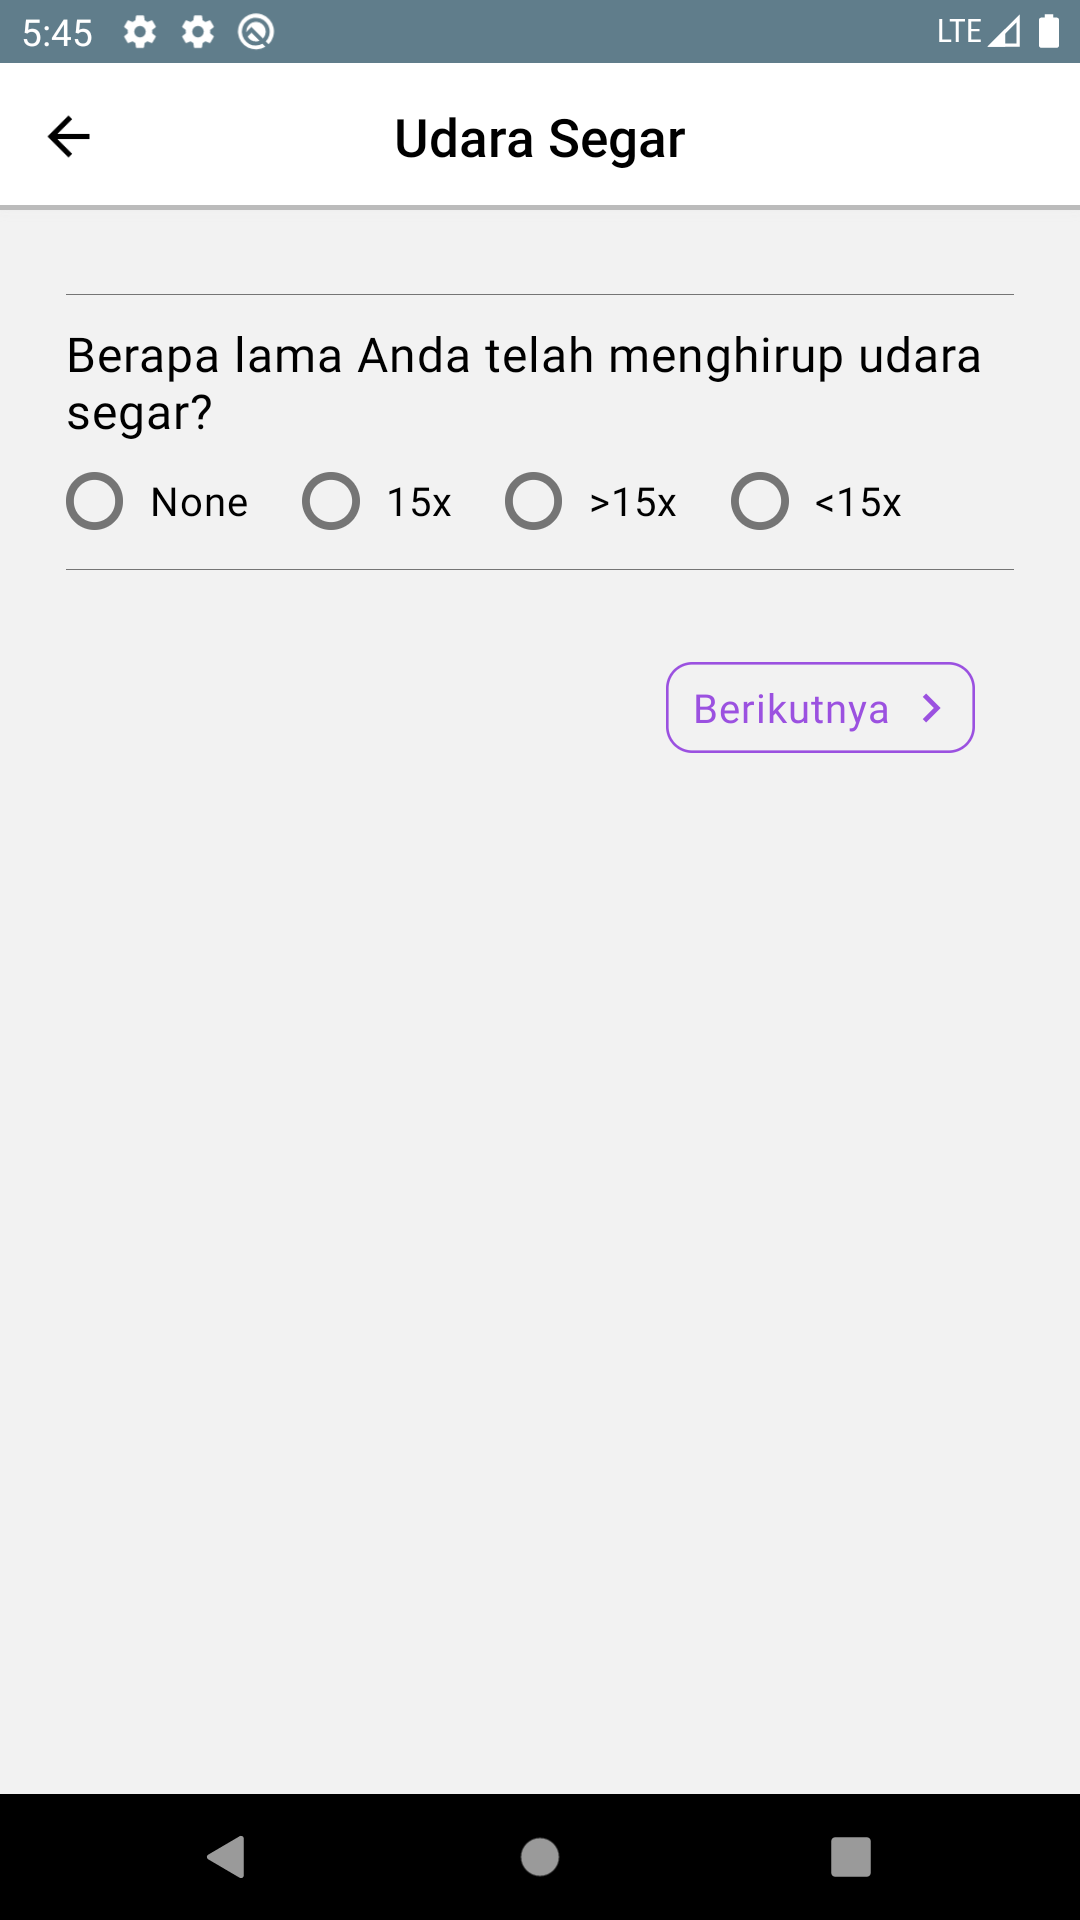 5:45 LTE
Udara Segar
Berapa lama Anda telah menghirup udara
segar?
None 15x >15x <15x
Berikutnya